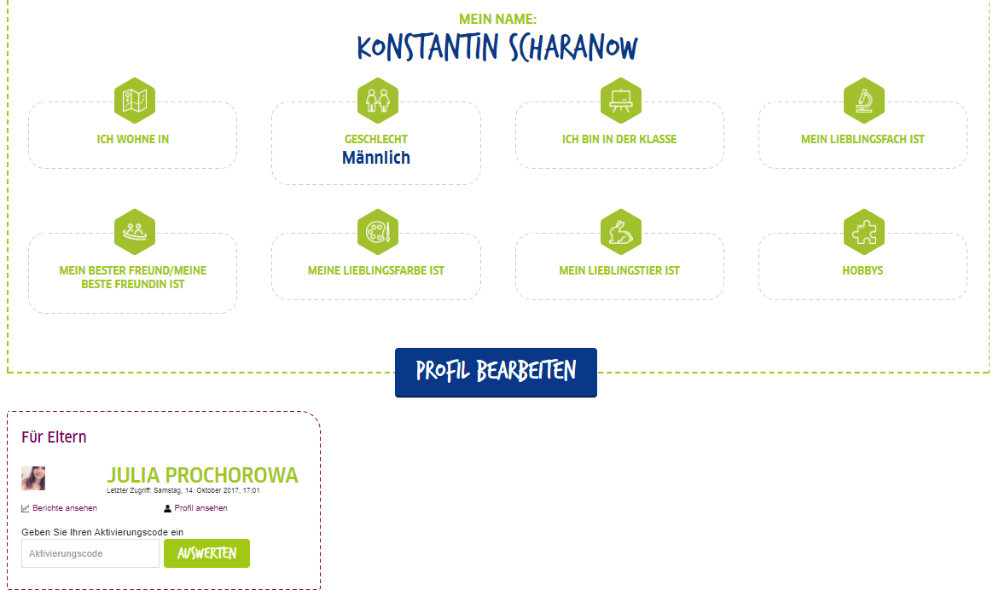 MEIN NAME:
KONSTANTIN SCHARANOW
ICH WOHNE IN
GESCHLECHT
Männlich
ICH BIN IN DER KLASSE
MEIN LIEBLINGSFACH IST
MEIN BESTER FREUND/MEINE
BESTE FREUNDIN IST
MEINE LIEBLINGSFARBE IST
MEIN LIEBLINGSTIER IST
HOBBYS
PROFIL BEARBEITEN
Für Eltern
JULIA PROCHOROWA
Letzter Zugriff: Samstag, 14. Oktober 2017, 17:01
Berichte ansehen
Profil ansehen
Geben Sie Ihren Aktivierungscode ein
Aktivierungscode
AUSWERTEN